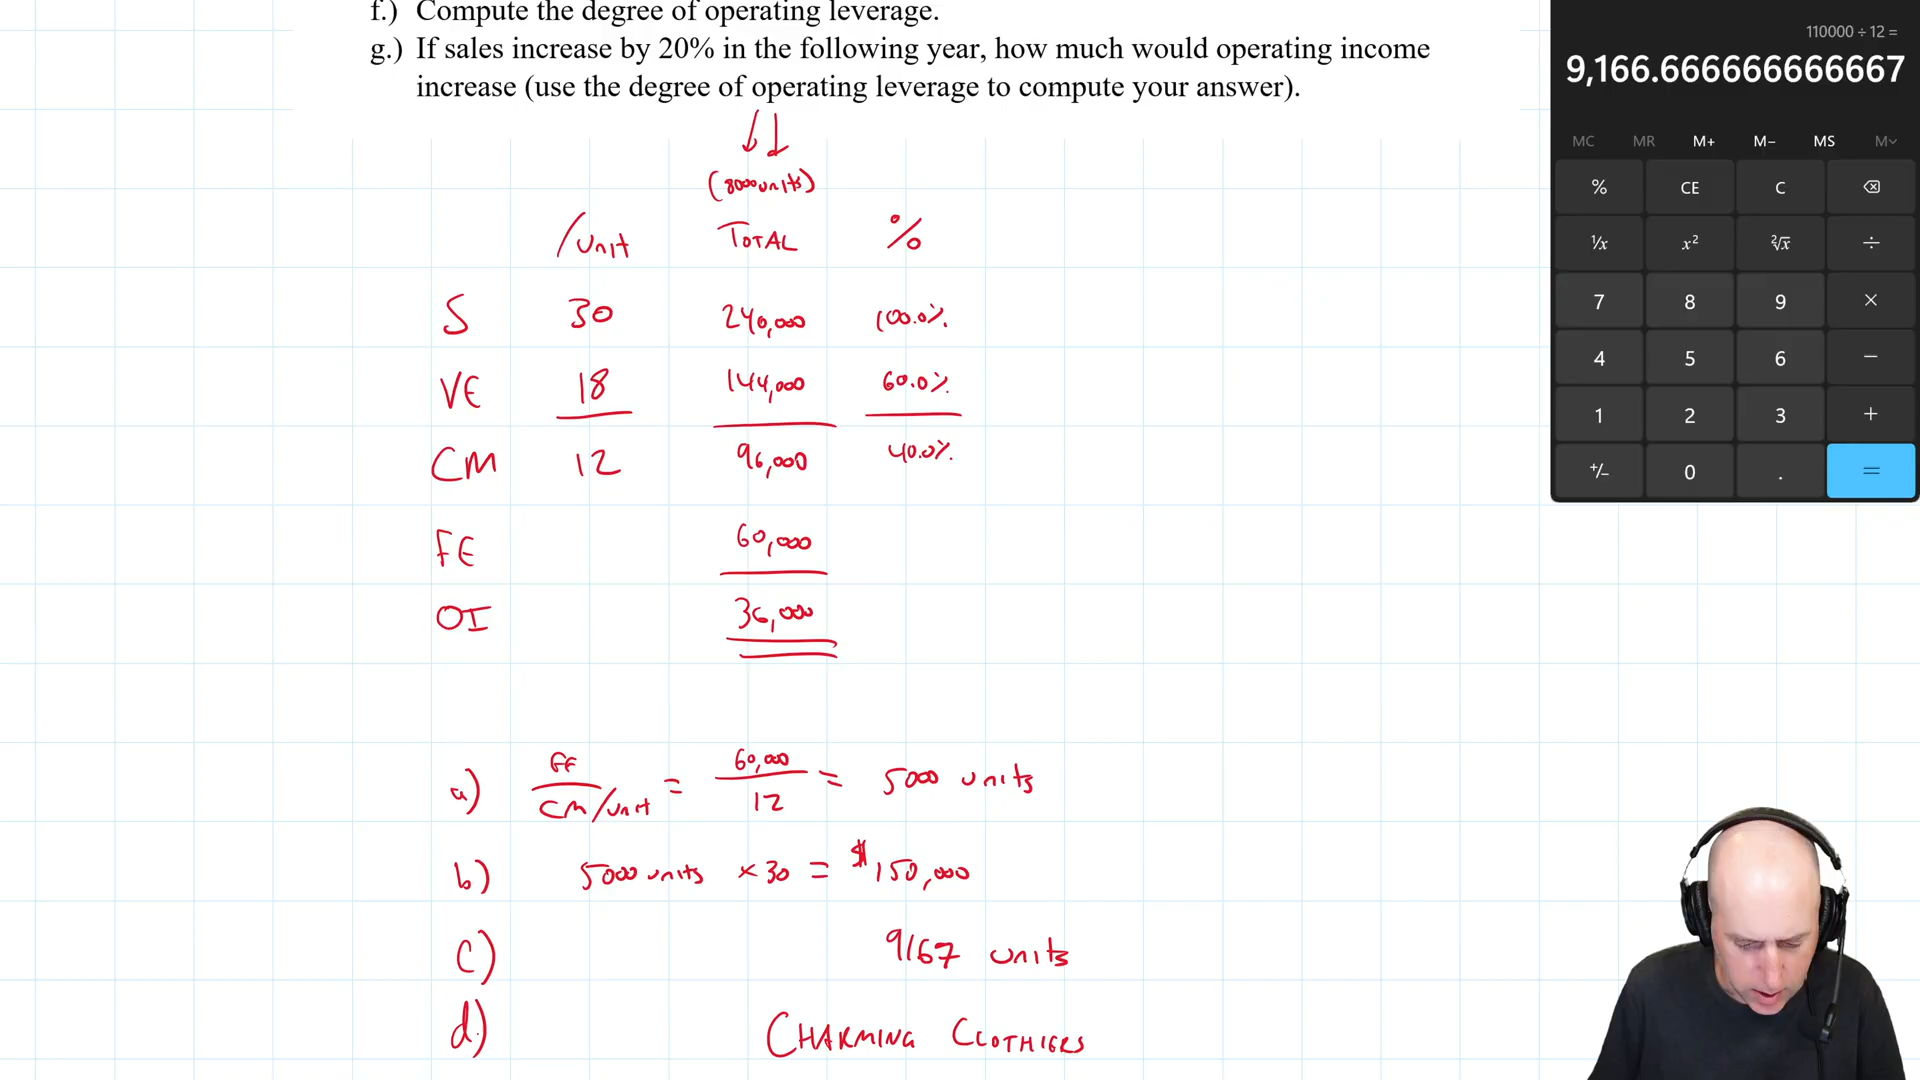 f.) Compute the degree of operating leverage.
g.) If sales increase by 20% in the following year, how much would operating income
increase (use the degree of operating leverage to compute your answer).
(8000 units)
/unit TOTAL %
S 30 240,000 100.0%
VE 18 144,000 60.0%
CM 12 96,000 40.0%
FE 60,000
OI 36,000
a) FE / CM/unit = 60,000 / 12 = 5000 units
b) 5000 units × 30 = $150,000
c) 9167 units
d) CHARMING CLOTHIERS
110000 ÷ 12 =
9,166.666666666667
MC MR M+ M− MS M˅
% CE C ⌫
¹/x x² ²√x ÷
7 8 9 ×
4 5 6 −
1 2 3 +
+/− 0 . =